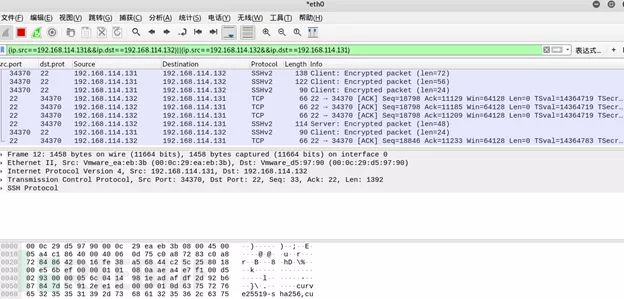 *eth0
文件(F) 编辑(E) 视图(V) 跳转(G) 捕获(C) 分析(A) 统计(S) 电话(Y) 无线(W) 工具(T) 帮助(H)
(ip.src==192.168.114.131&&ip.dst==192.168.114.132)||(ip.src==192.168.114.132&&ip.dst==192.168.114.131) 表达式…
src.port dst.prot Source Destination Protocol Length Info
34370 22 192.168.114.131 192.168.114.132 SSHv2 138 Client: Encrypted packet (len=72)
34370 22 192.168.114.131 192.168.114.132 SSHv2 122 Client: Encrypted packet (len=56)
34370 22 192.168.114.131 192.168.114.132 SSHv2 90 Client: Encrypted packet (len=24)
22 34370 192.168.114.132 192.168.114.131 TCP 66 22 → 34370 [ACK] Seq=18798 Ack=11129 Win=64128 Len=0 TSval=14364719 TSecr…
22 34370 192.168.114.132 192.168.114.131 TCP 66 22 → 34370 [ACK] Seq=18798 Ack=11185 Win=64128 Len=0 TSval=14364719 TSecr…
22 34370 192.168.114.132 192.168.114.131 TCP 66 22 → 34370 [ACK] Seq=18798 Ack=11209 Win=64128 Len=0 TSval=14364719 TSecr…
22 34370 192.168.114.132 192.168.114.131 SSHv2 114 Server: Encrypted packet (len=48)
34370 22 192.168.114.131 192.168.114.132 SSHv2 90 Client: Encrypted packet (len=24)
22 34370 192.168.114.132 192.168.114.131 TCP 66 22 → 34370 [ACK] Seq=18846 Ack=11233 Win=64128 Len=0 TSval=14364783 TSecr…
Frame 12: 1458 bytes on wire (11664 bits), 1458 bytes captured (11664 bits) on interface 0
Ethernet II, Src: Vmware_ea:eb:3b (00:0c:29:ea:eb:3b), Dst: Vmware_d5:97:90 (00:0c:29:d5:97:90)
Internet Protocol Version 4, Src: 192.168.114.131, Dst: 192.168.114.132
Transmission Control Protocol, Src Port: 34370, Dst Port: 22, Seq: 33, Ack: 22, Len: 1392
SSH Protocol
0000 00 0c 29 d5 97 90 00 0c 29 ea eb 3b 08 00 45 00
0010 05 a4 c1 86 40 00 40 06 0d 75 c0 a8 72 83 c0 a8
0020 72 84 86 42 00 16 fe 38 a5 68 44 c2 5c 25 80 18
0030 00 e5 6b ef 00 00 01 01 08 0a ae a4 e7 f1 00 d5
0040 02 93 00 00 05 6c 04 14 98 1e ad af df 2d 92 b6
0050 87 84 7d 5c 91 2e e1 ed 00 00 01 0d 63 75 72 76
0060 65 32 35 35 31 39 2d 73 68 61 32 35 36 2c 63 75 e25519-s ha256,cu